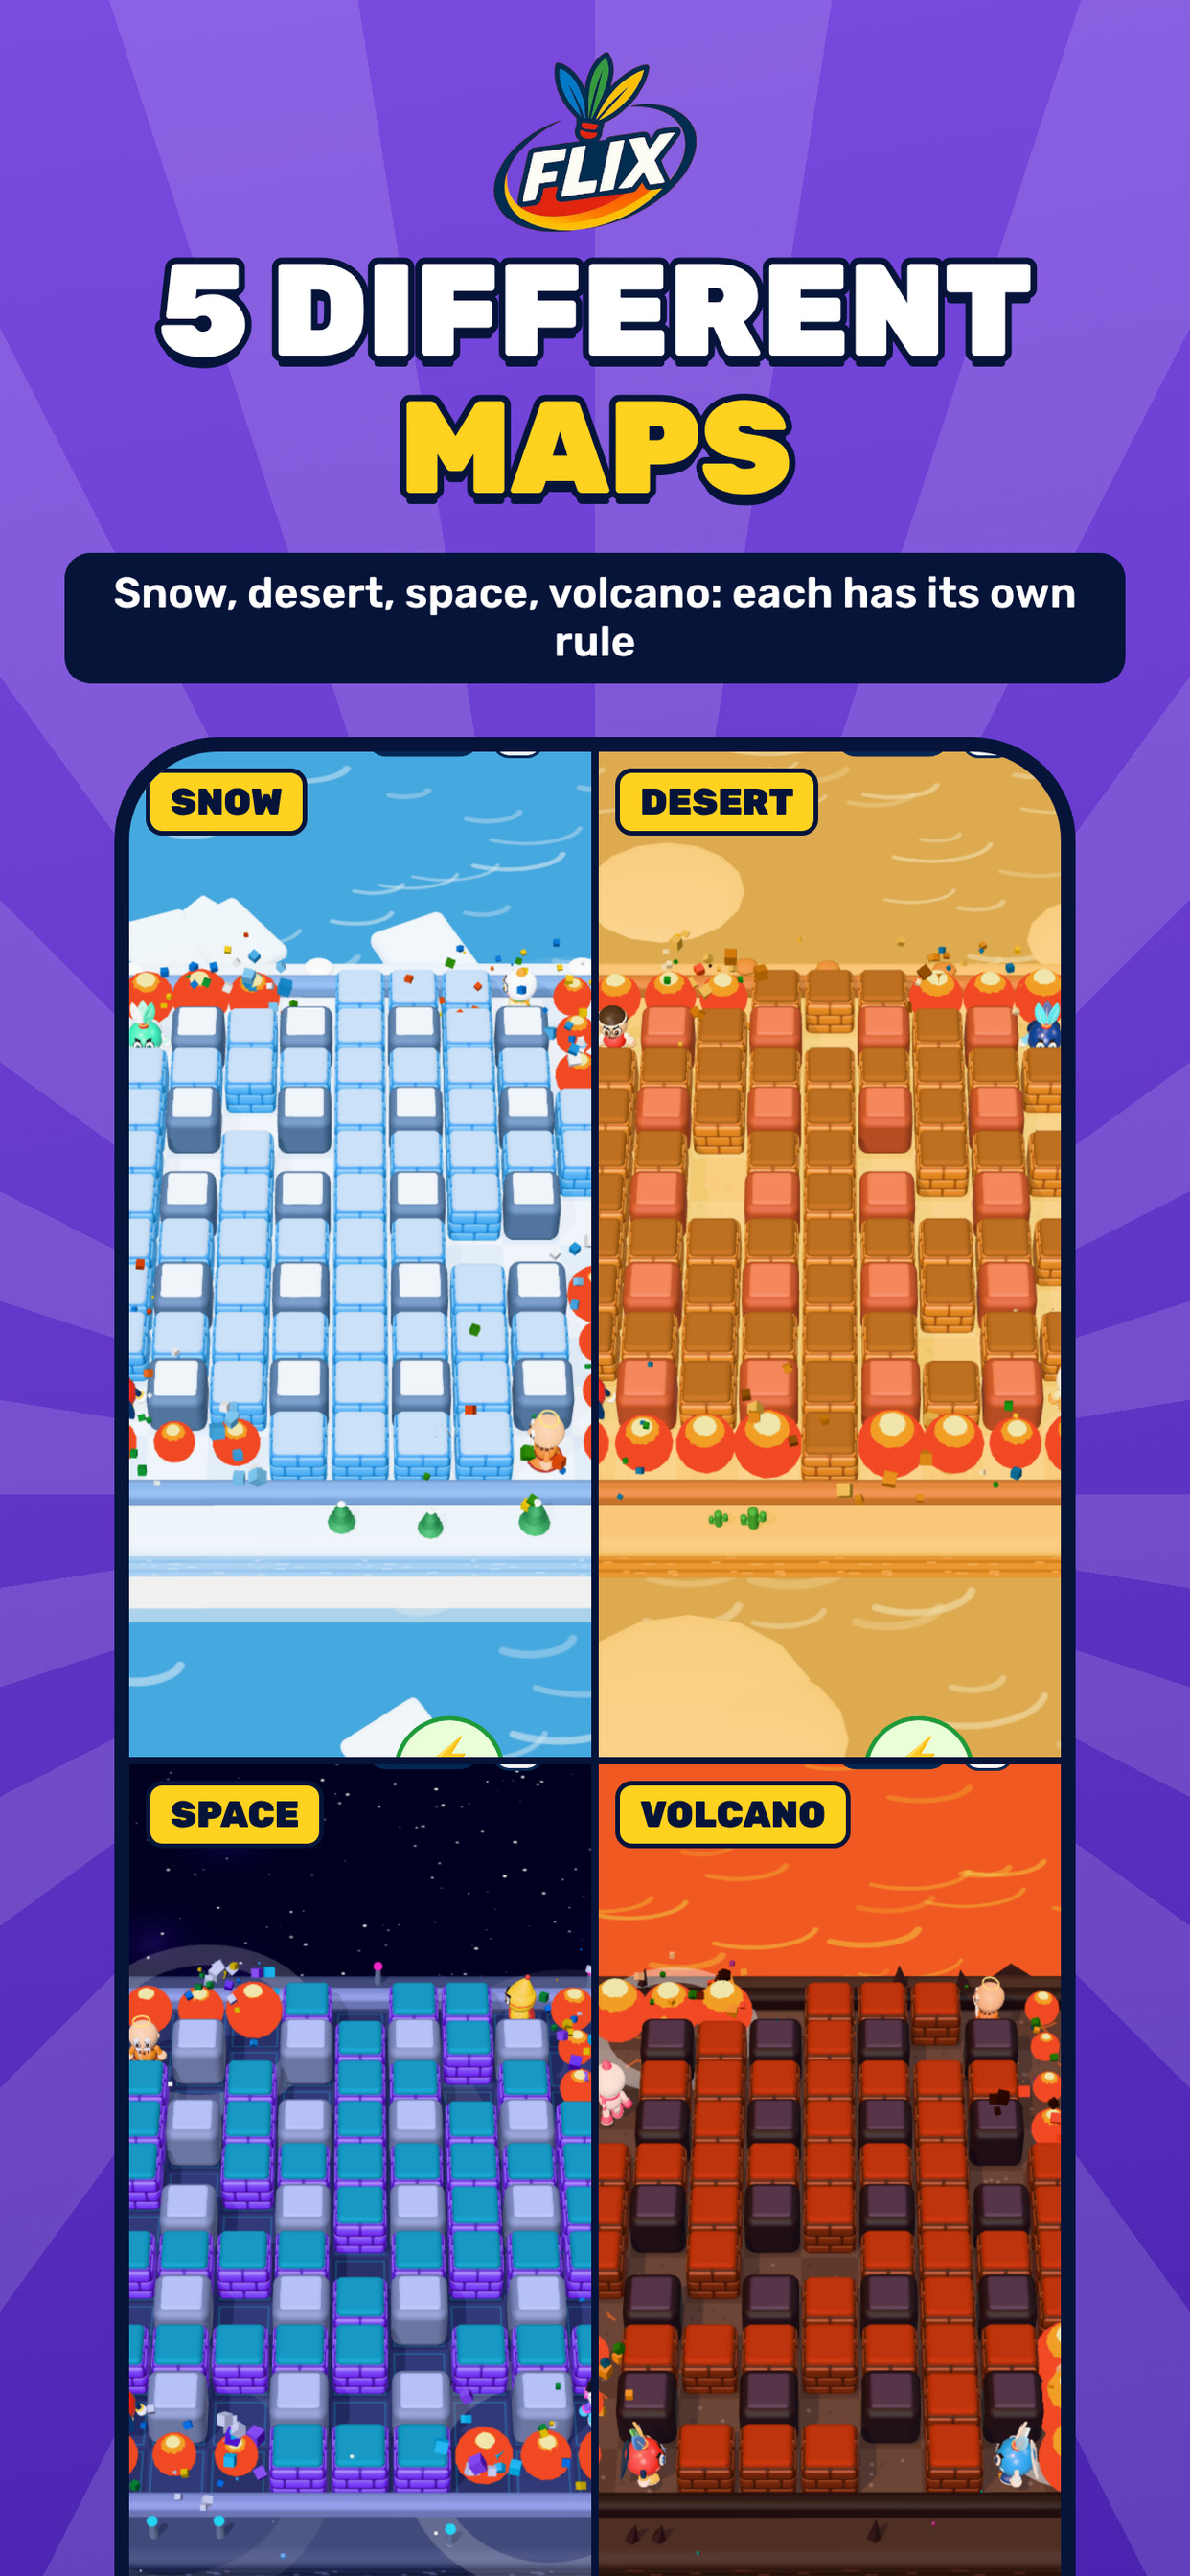 FLIX
5 DIFFERENT
MAPS
Snow, desert, space, volcano: each has its own
rule
SNOW
DESERT
SPACE
VOLCANO